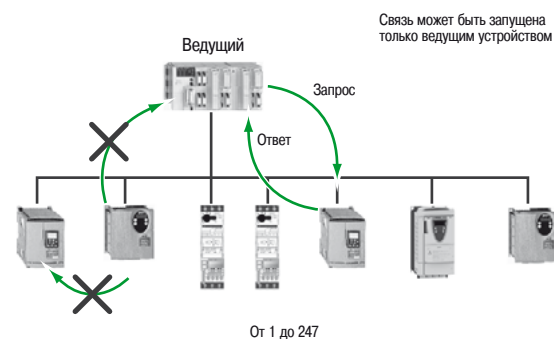 Связь может быть запущена
только ведущим устройством
Ведущий
Запрос
Ответ
От 1 до 247